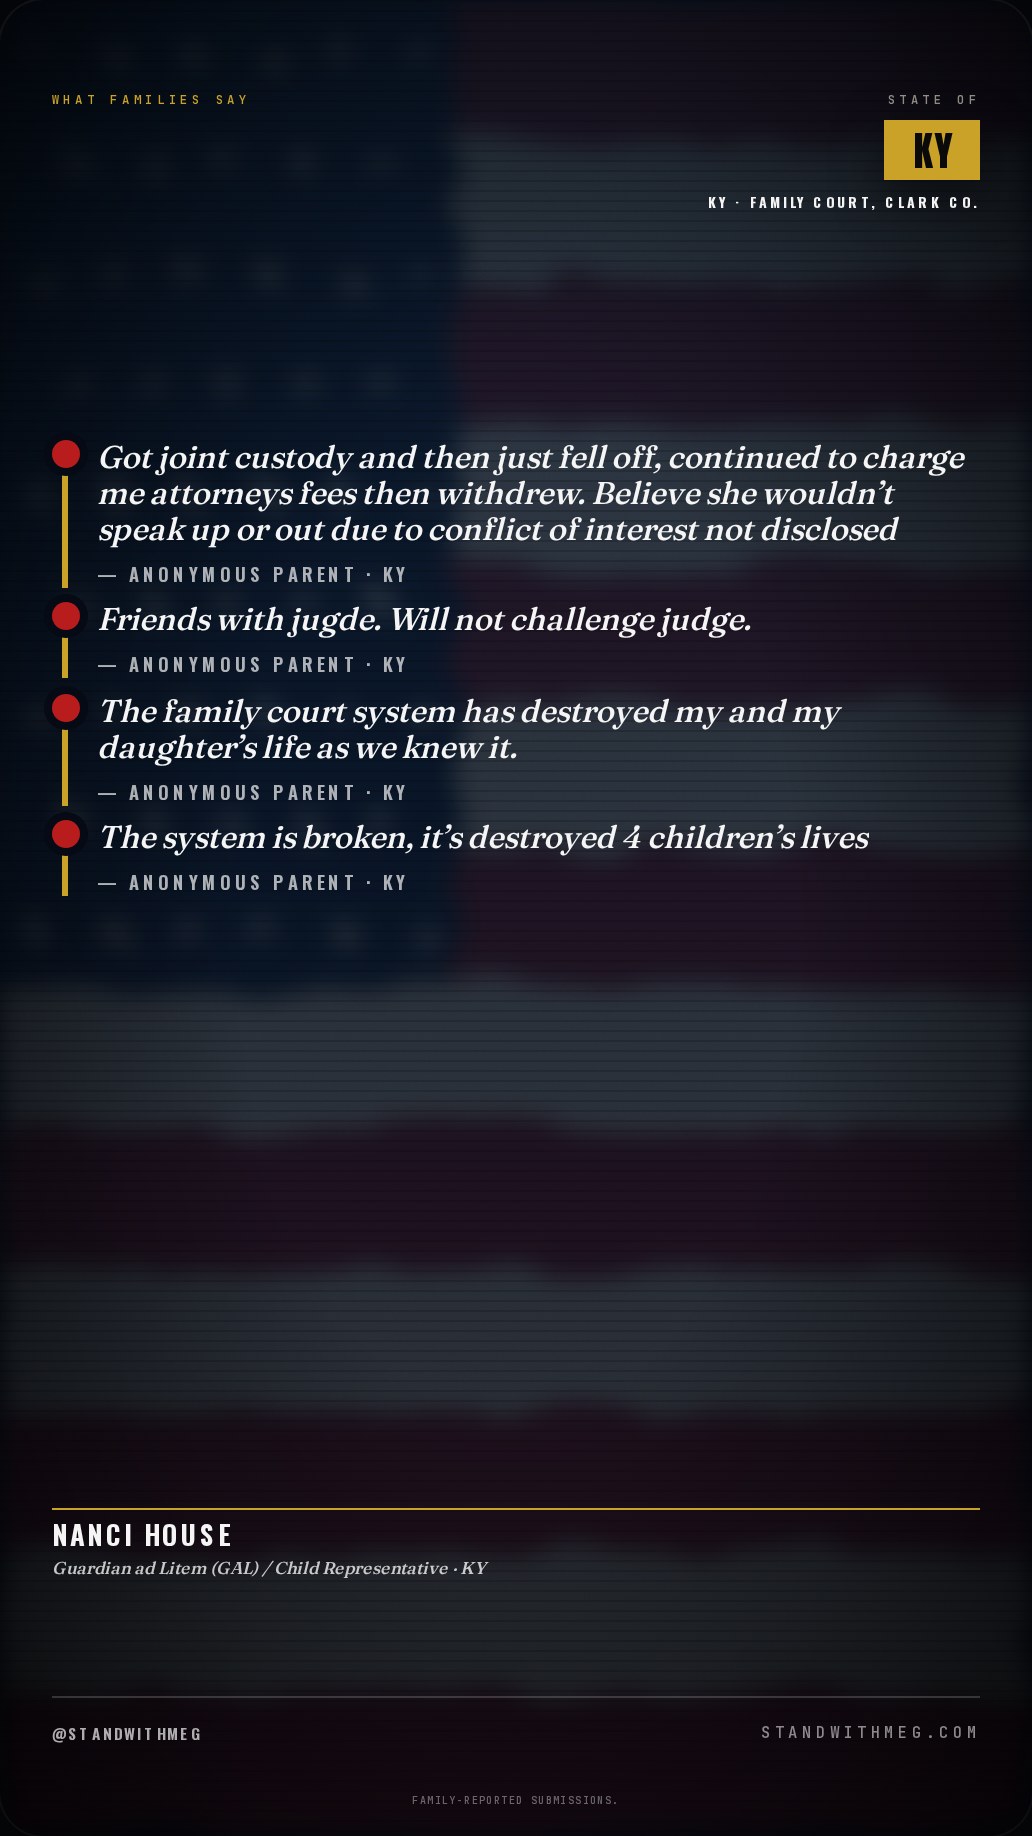 WHAT FAMILIES SAY
STATE OF
KY
KY · FAMILY COURT, CLARK CO.
Got joint custody and then just fell off, continued to charge
me attorneys fees then withdrew. Believe she wouldn’t
speak up or out due to conflict of interest not disclosed
— ANONYMOUS PARENT · KY
Friends with jugde. Will not challenge judge.
— ANONYMOUS PARENT · KY
The family court system has destroyed my and my
daughter’s life as we knew it.
— ANONYMOUS PARENT · KY
The system is broken, it’s destroyed 4 children’s lives
— ANONYMOUS PARENT · KY
NANCI HOUSE
Guardian ad Litem (GAL) / Child Representative · KY
@STANDWITHMEG
STANDWITHMEG.COM
FAMILY-REPORTED SUBMISSIONS.